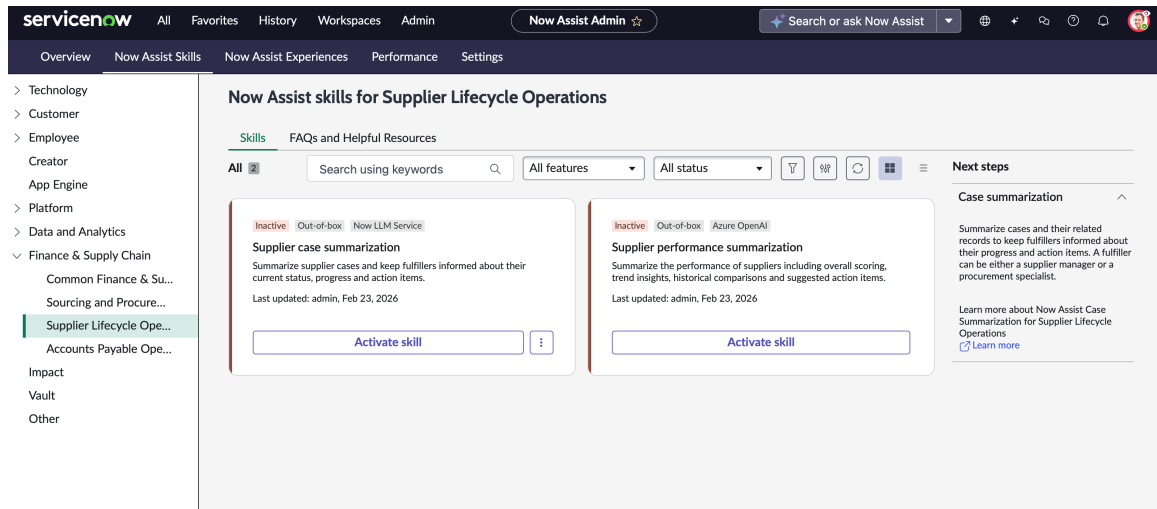 servicenow All Favorites History Workspaces Admin Now Assist Admin Search or ask Now Assist
Overview Now Assist Skills Now Assist Experiences Performance Settings
Technology
Customer
Employee
Creator
App Engine
Platform
Data and Analytics
Finance & Supply Chain
Common Finance & Su...
Sourcing and Procure...
Supplier Lifecycle Ope...
Accounts Payable Ope...
Impact
Vault
Other
Now Assist skills for Supplier Lifecycle Operations
Skills FAQs and Helpful Resources
All 2 Search using keywords All features All status
Inactive Out-of-box Now LLM Service
Supplier case summarization
Summarize supplier cases and keep fulfillers informed about their
current status, progress and action items.
Last updated: admin, Feb 23, 2026
Activate skill
Inactive Out-of-box Azure OpenAI
Supplier performance summarization
Summarize the performance of suppliers including overall scoring,
trend insights, historical comparisons and suggested action items.
Last updated: admin, Feb 23, 2026
Activate skill
Next steps
Case summarization
Summarize cases and their related
records to keep fulfillers informed about
their progress and action items. A fulfiller
can be either a supplier manager or a
procurement specialist.
Learn more about Now Assist Case
Summarization for Supplier Lifecycle
Operations
Learn more